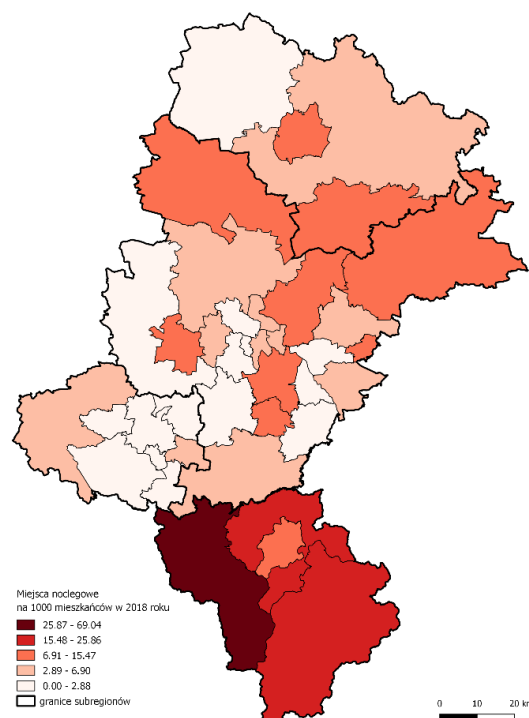 Miejsca noclegowe
na 1000 mieszkańców w 2018 roku
25.87 - 69.04
15.48 - 25.86
6.91 - 15.47
2.89 - 6.90
0.00 - 2.88
granice subregionów
0 10 20 kr